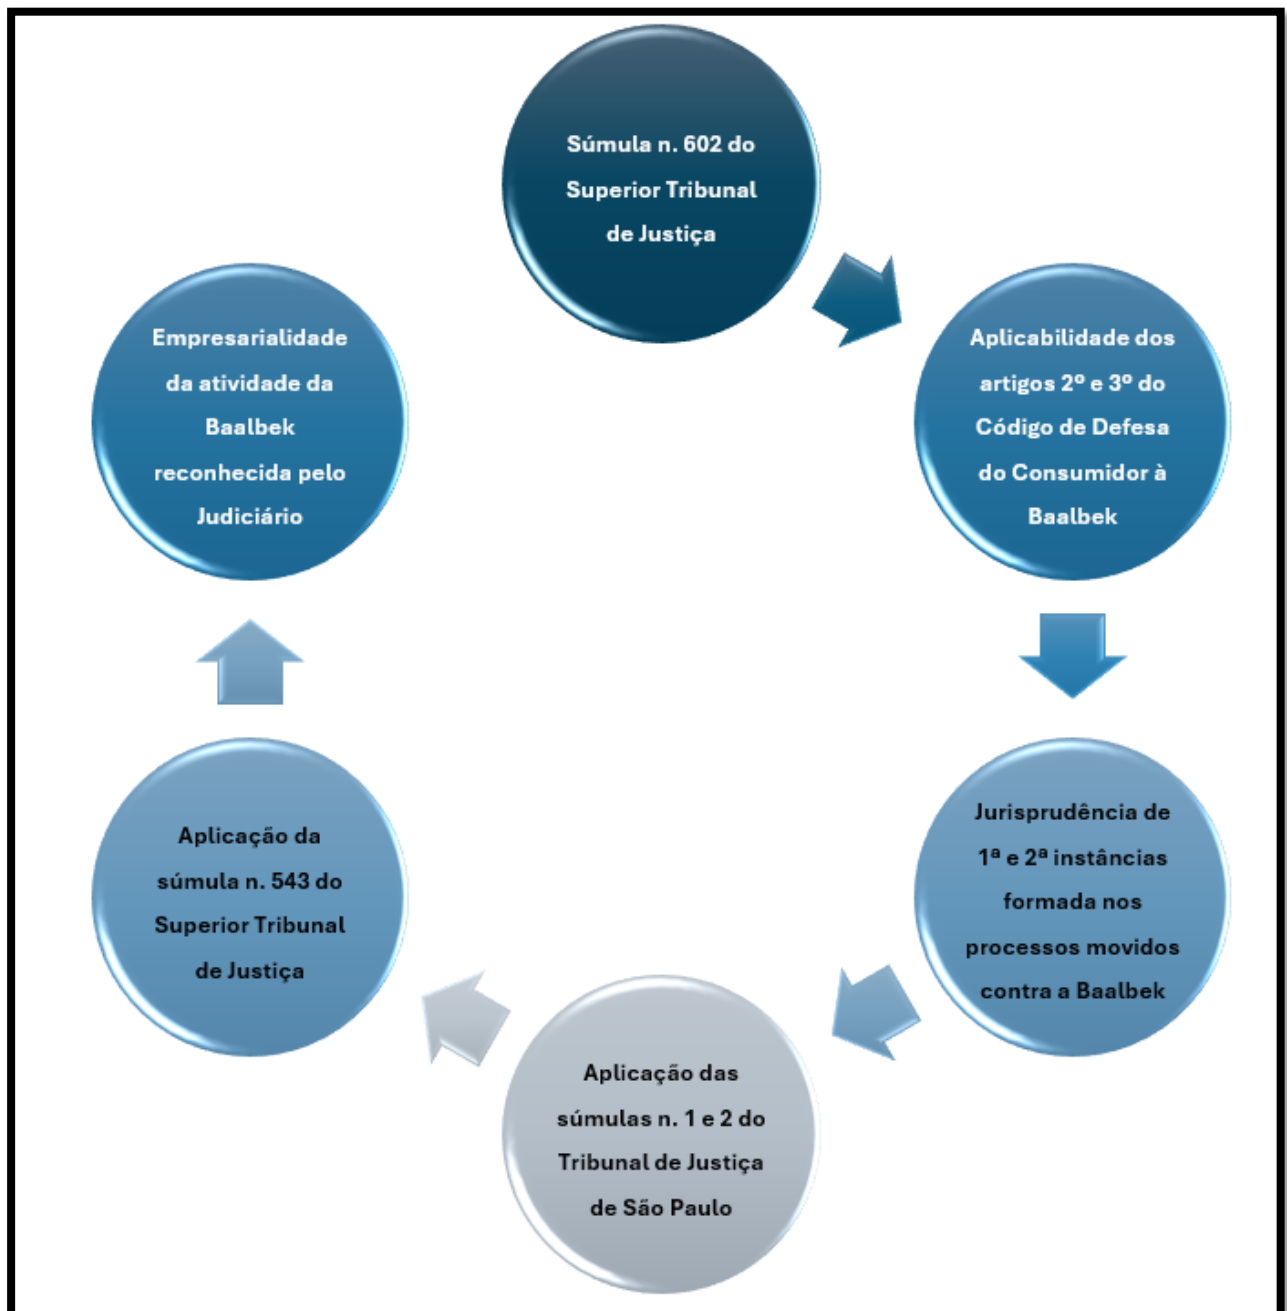 Súmula n. 602 do
Superior Tribunal
de Justiça
Aplicabilidade dos
artigos 2º e 3º do
Código de Defesa
do Consumidor à
Baalbek
Jurisprudência de
1ª e 2ª instâncias
formada nos
processos movidos
contra a Baalbek
Aplicação das
súmulas n. 1 e 2 do
Tribunal de Justiça
de São Paulo
Aplicação da
súmula n. 543 do
Superior Tribunal
de Justiça
Empresarialidade
da atividade da
Baalbek
reconhecida pelo
Judiciário